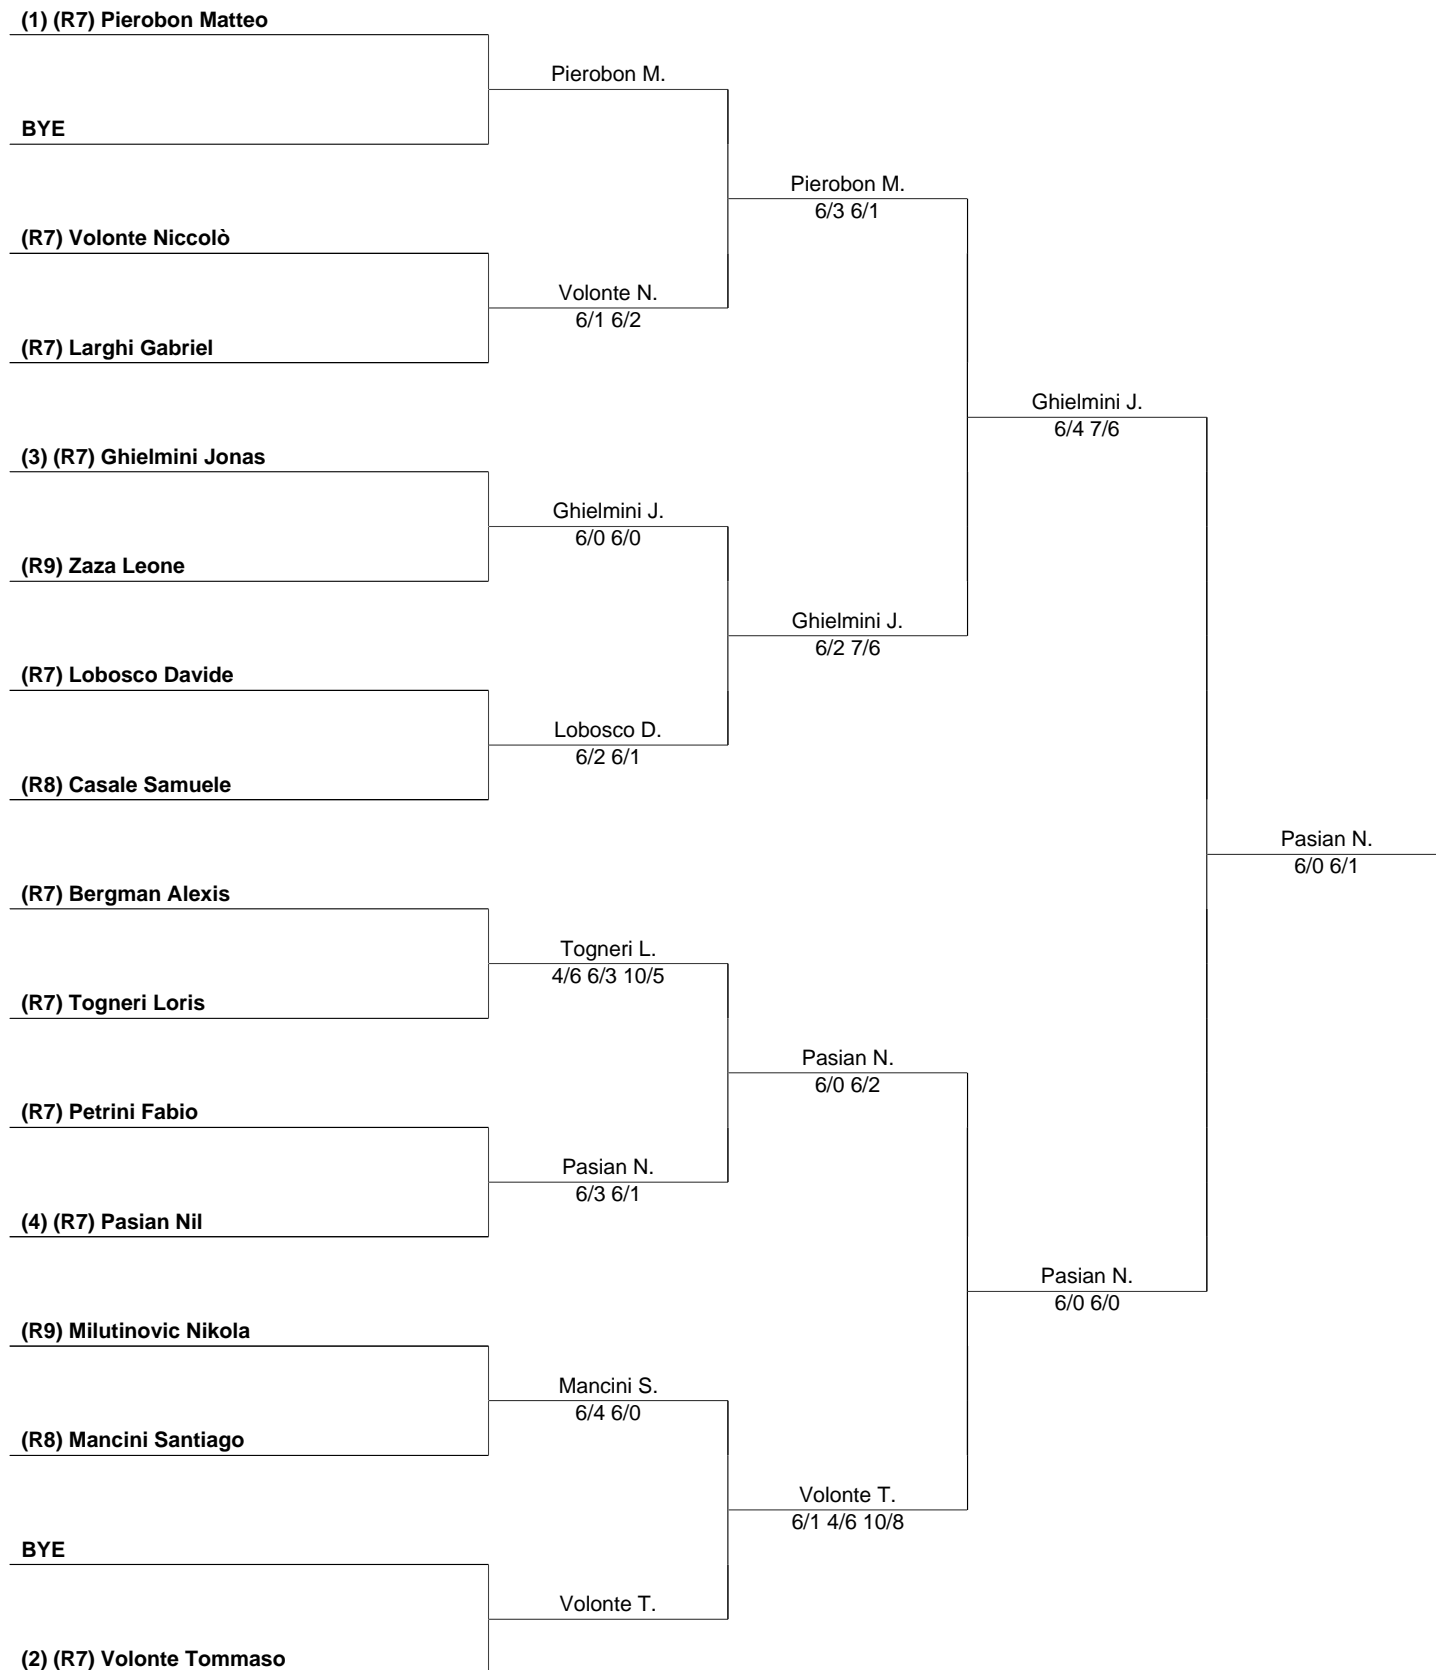 (1) (R7) Pierobon Matteo
Pierobon M.
BYE
Pierobon M.
6/3 6/1
(R7) Volonte Niccolò
Volonte N.
6/1 6/2
(R7) Larghi Gabriel
Ghielmini J.
6/4 7/6
(3) (R7) Ghielmini Jonas
Ghielmini J.
6/0 6/0
(R9) Zaza Leone
Ghielmini J.
6/2 7/6
(R7) Lobosco Davide
Lobosco D.
6/2 6/1
(R8) Casale Samuele
Pasian N.
6/0 6/1
(R7) Bergman Alexis
Togneri L.
4/6 6/3 10/5
(R7) Togneri Loris
Pasian N.
6/0 6/2
(R7) Petrini Fabio
Pasian N.
6/3 6/1
(4) (R7) Pasian Nil
Pasian N.
6/0 6/0
(R9) Milutinovic Nikola
Mancini S.
6/4 6/0
(R8) Mancini Santiago
Volonte T.
6/1 4/6 10/8
BYE
Volonte T.
(2) (R7) Volonte Tommaso